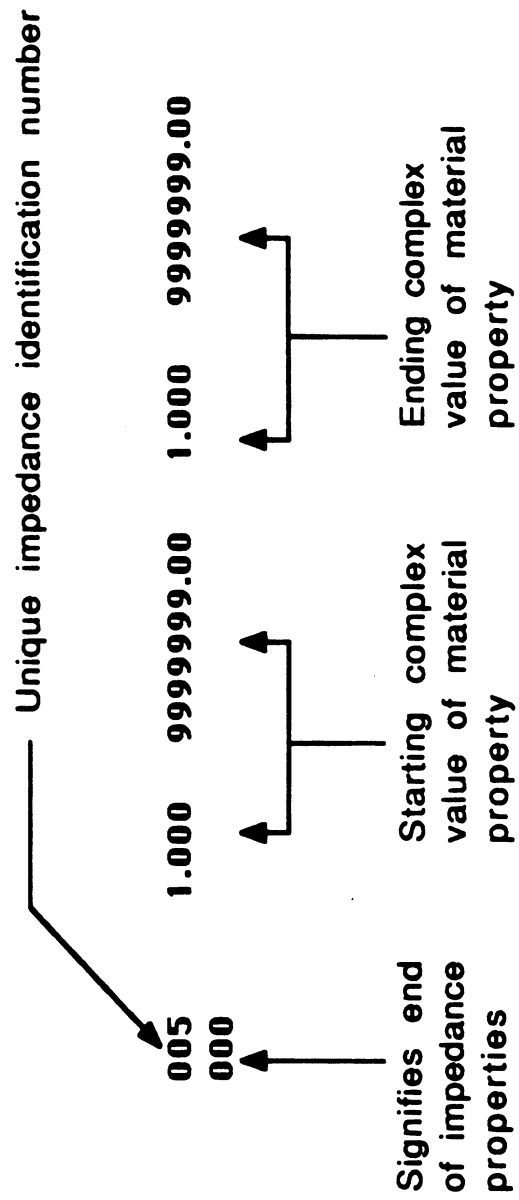 Unique impedance identification number
005 1.000 9999999.00 1.000 9999999.00
000
Signifies end
of impedance
properties
Starting complex
value of material
property
Ending complex
value of material
property